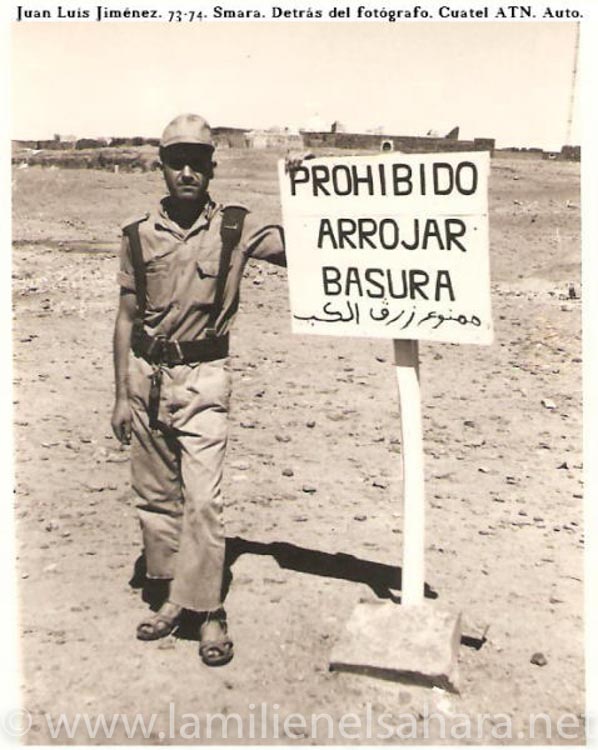 Juan Luis Jiménez. 73-74. Smara. Detrás del fotógrafo. Cuatel ATN. Auto.
PROHIBIDO
ARROJAR
BASURA
ممنوع زرق الكب
© www.lamilienelsahara.net